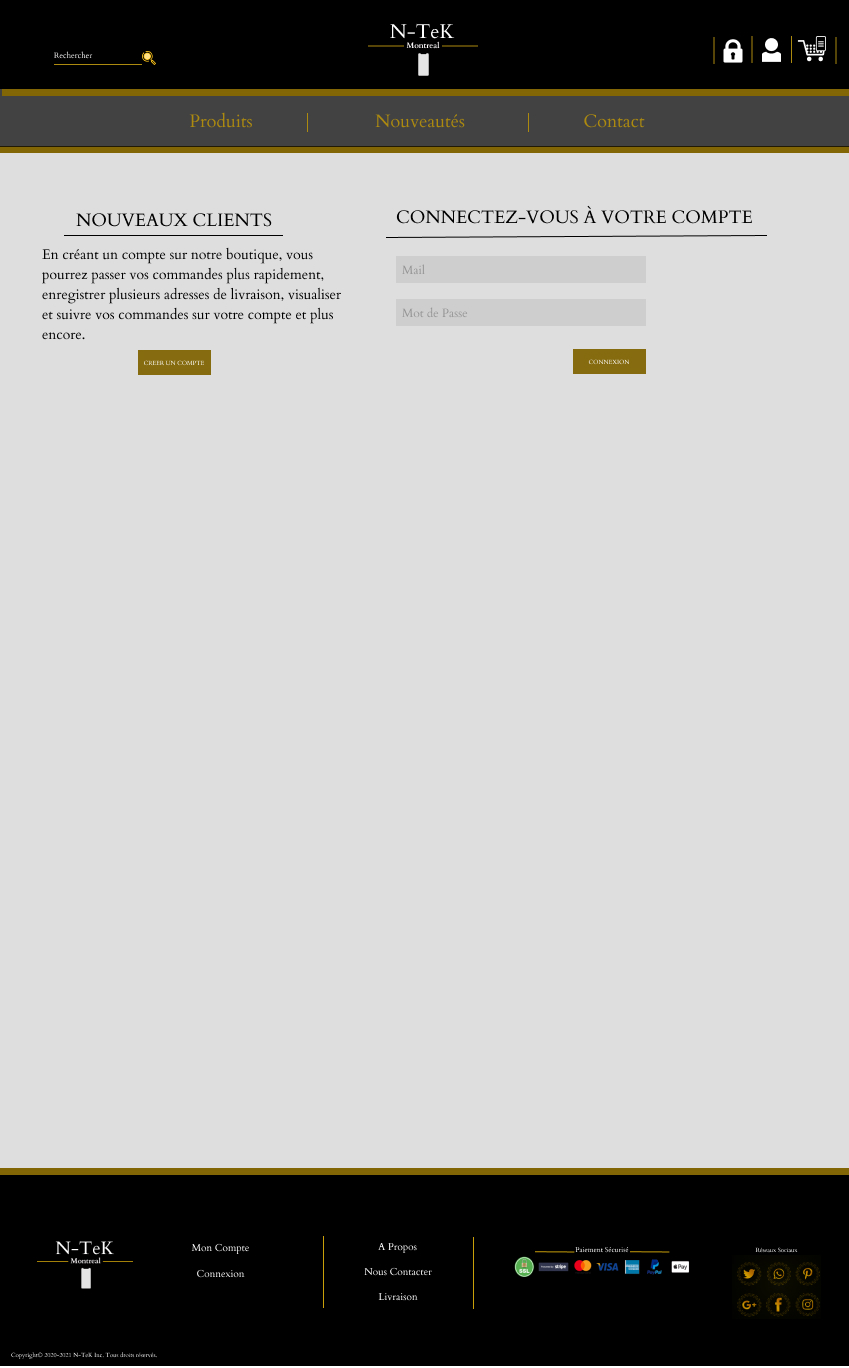 N-TeK
Montreal
Rechercher
Produits
Nouveautés
Contact
NOUVEAUX CLIENTS
En créant un compte sur notre boutique, vous
pourrez passer vos commandes plus rapidement,
enregistrer plusieurs adresses de livraison, visualiser
et suivre vos commandes sur votre compte et plus
encore.
CREER UN COMPTE
CONNECTEZ-VOUS À VOTRE COMPTE
Mail
Mot de Passe
CONNEXION
N-TeK
Montreal
Mon Compte
Connexion
A Propos
Nous Contacter
Livraison
Paiement Sécurisé
SSL
stripe
VISA
PayPal
Pay
Réseaux Sociaux
G+
Copyright© 2020-2021 N-TeK Inc. Tous droits réservés.